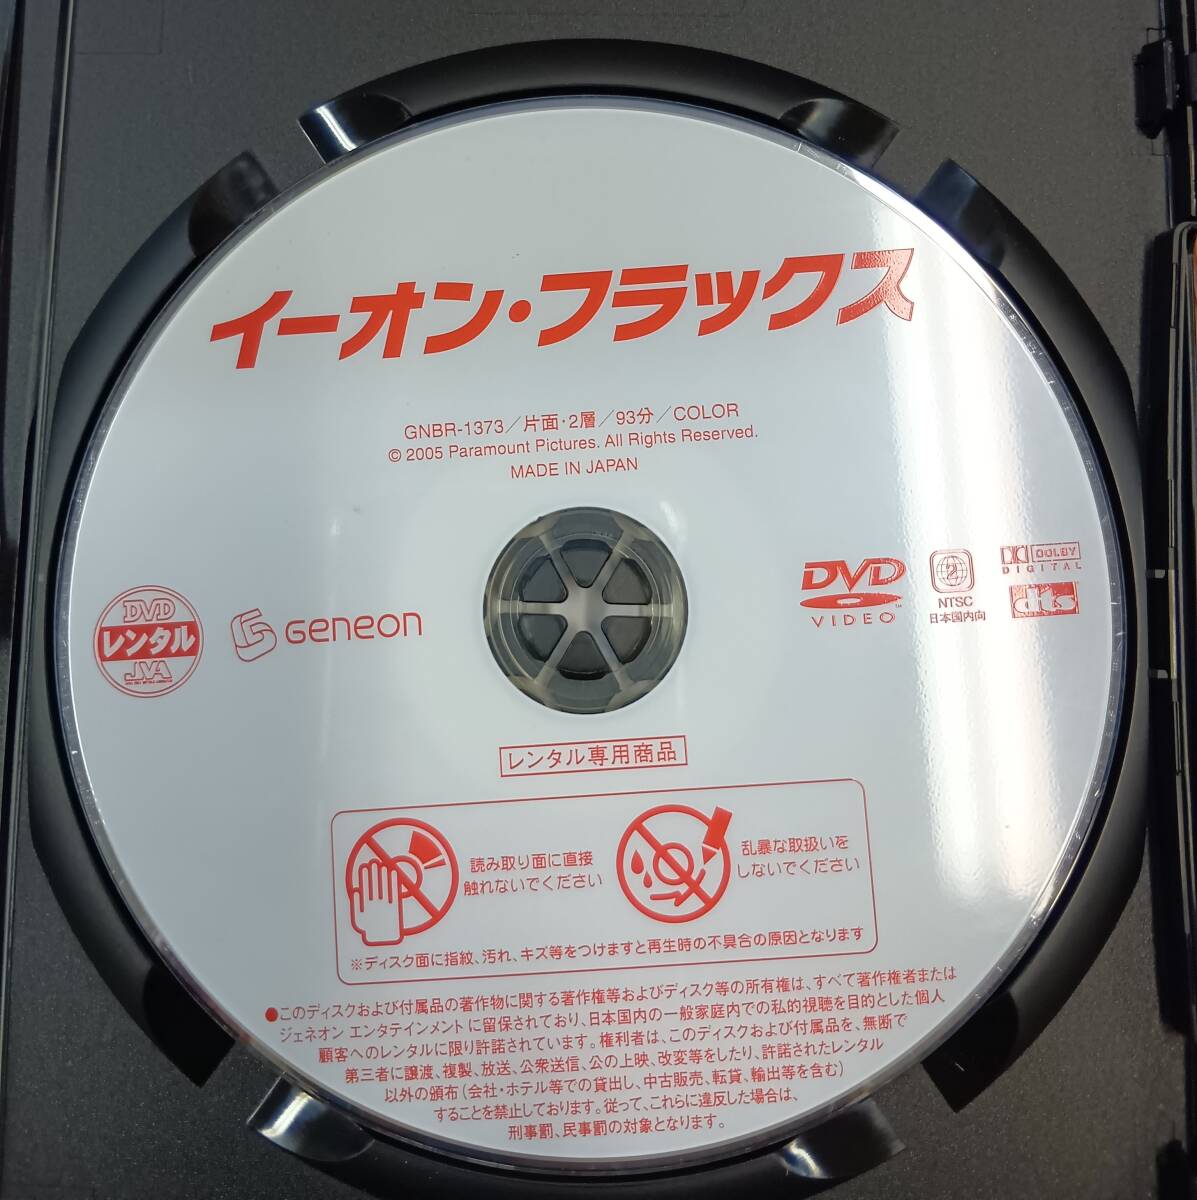 イーオン・フラックス
GNBR-1373／片面・2層／93分／COLOR
© 2005 Paramount Pictures. All Rights Reserved.
MADE IN JAPAN
DVD
レンタル
JVA
GENEON
DVD
VIDEO
2
NTSC
日本国内向
DOLBY
DIGITAL
dts
レンタル専用商品
読み取り面に直接
触れないでください
乱暴な取扱いを
しないでください
※ディスク面に指紋、汚れ、キズ等をつけますと再生時の不具合の原因となります
●このディスクおよび付属品の著作物に関する著作権等およびディスク等の所有権は、すべて著作権者または
ジェネオン エンタテインメントに留保されており、日本国内の一般家庭内での私的視聴を目的とした個人
顧客へのレンタルに限り許諾されています。権利者は、このディスクおよび付属品を、無断で
第三者に譲渡、複製、放送、公衆送信、公の上映、改変等をしたり、許諾されたレンタル
以外の頒布（会社・ホテル等での貸出し、中古販売、転貸、輸出等を含む）
することを禁止しております。従って、これらに違反した場合は、
刑事罰、民事罰の対象となります。